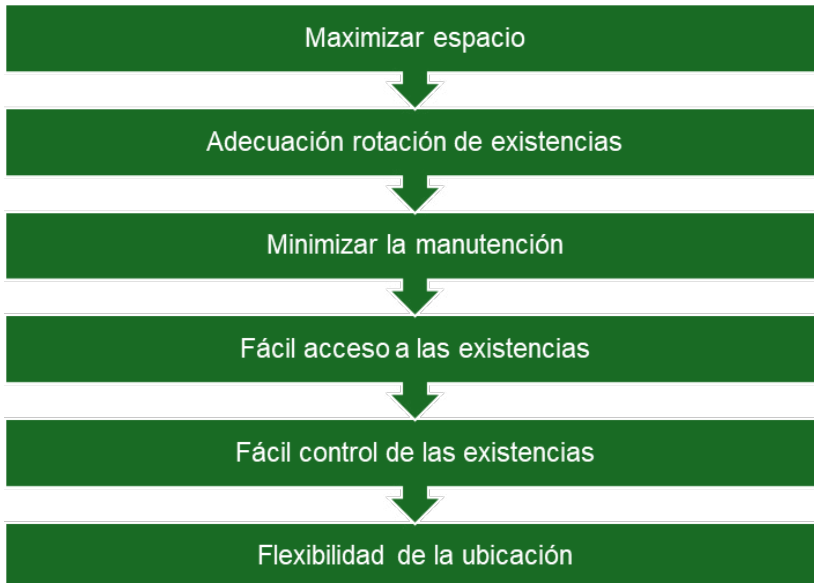 Maximizar espacio
Adecuación rotación de existencias
Minimizar la manutención
Fácil acceso a las existencias
Fácil control de las existencias
Flexibilidad de la ubicación